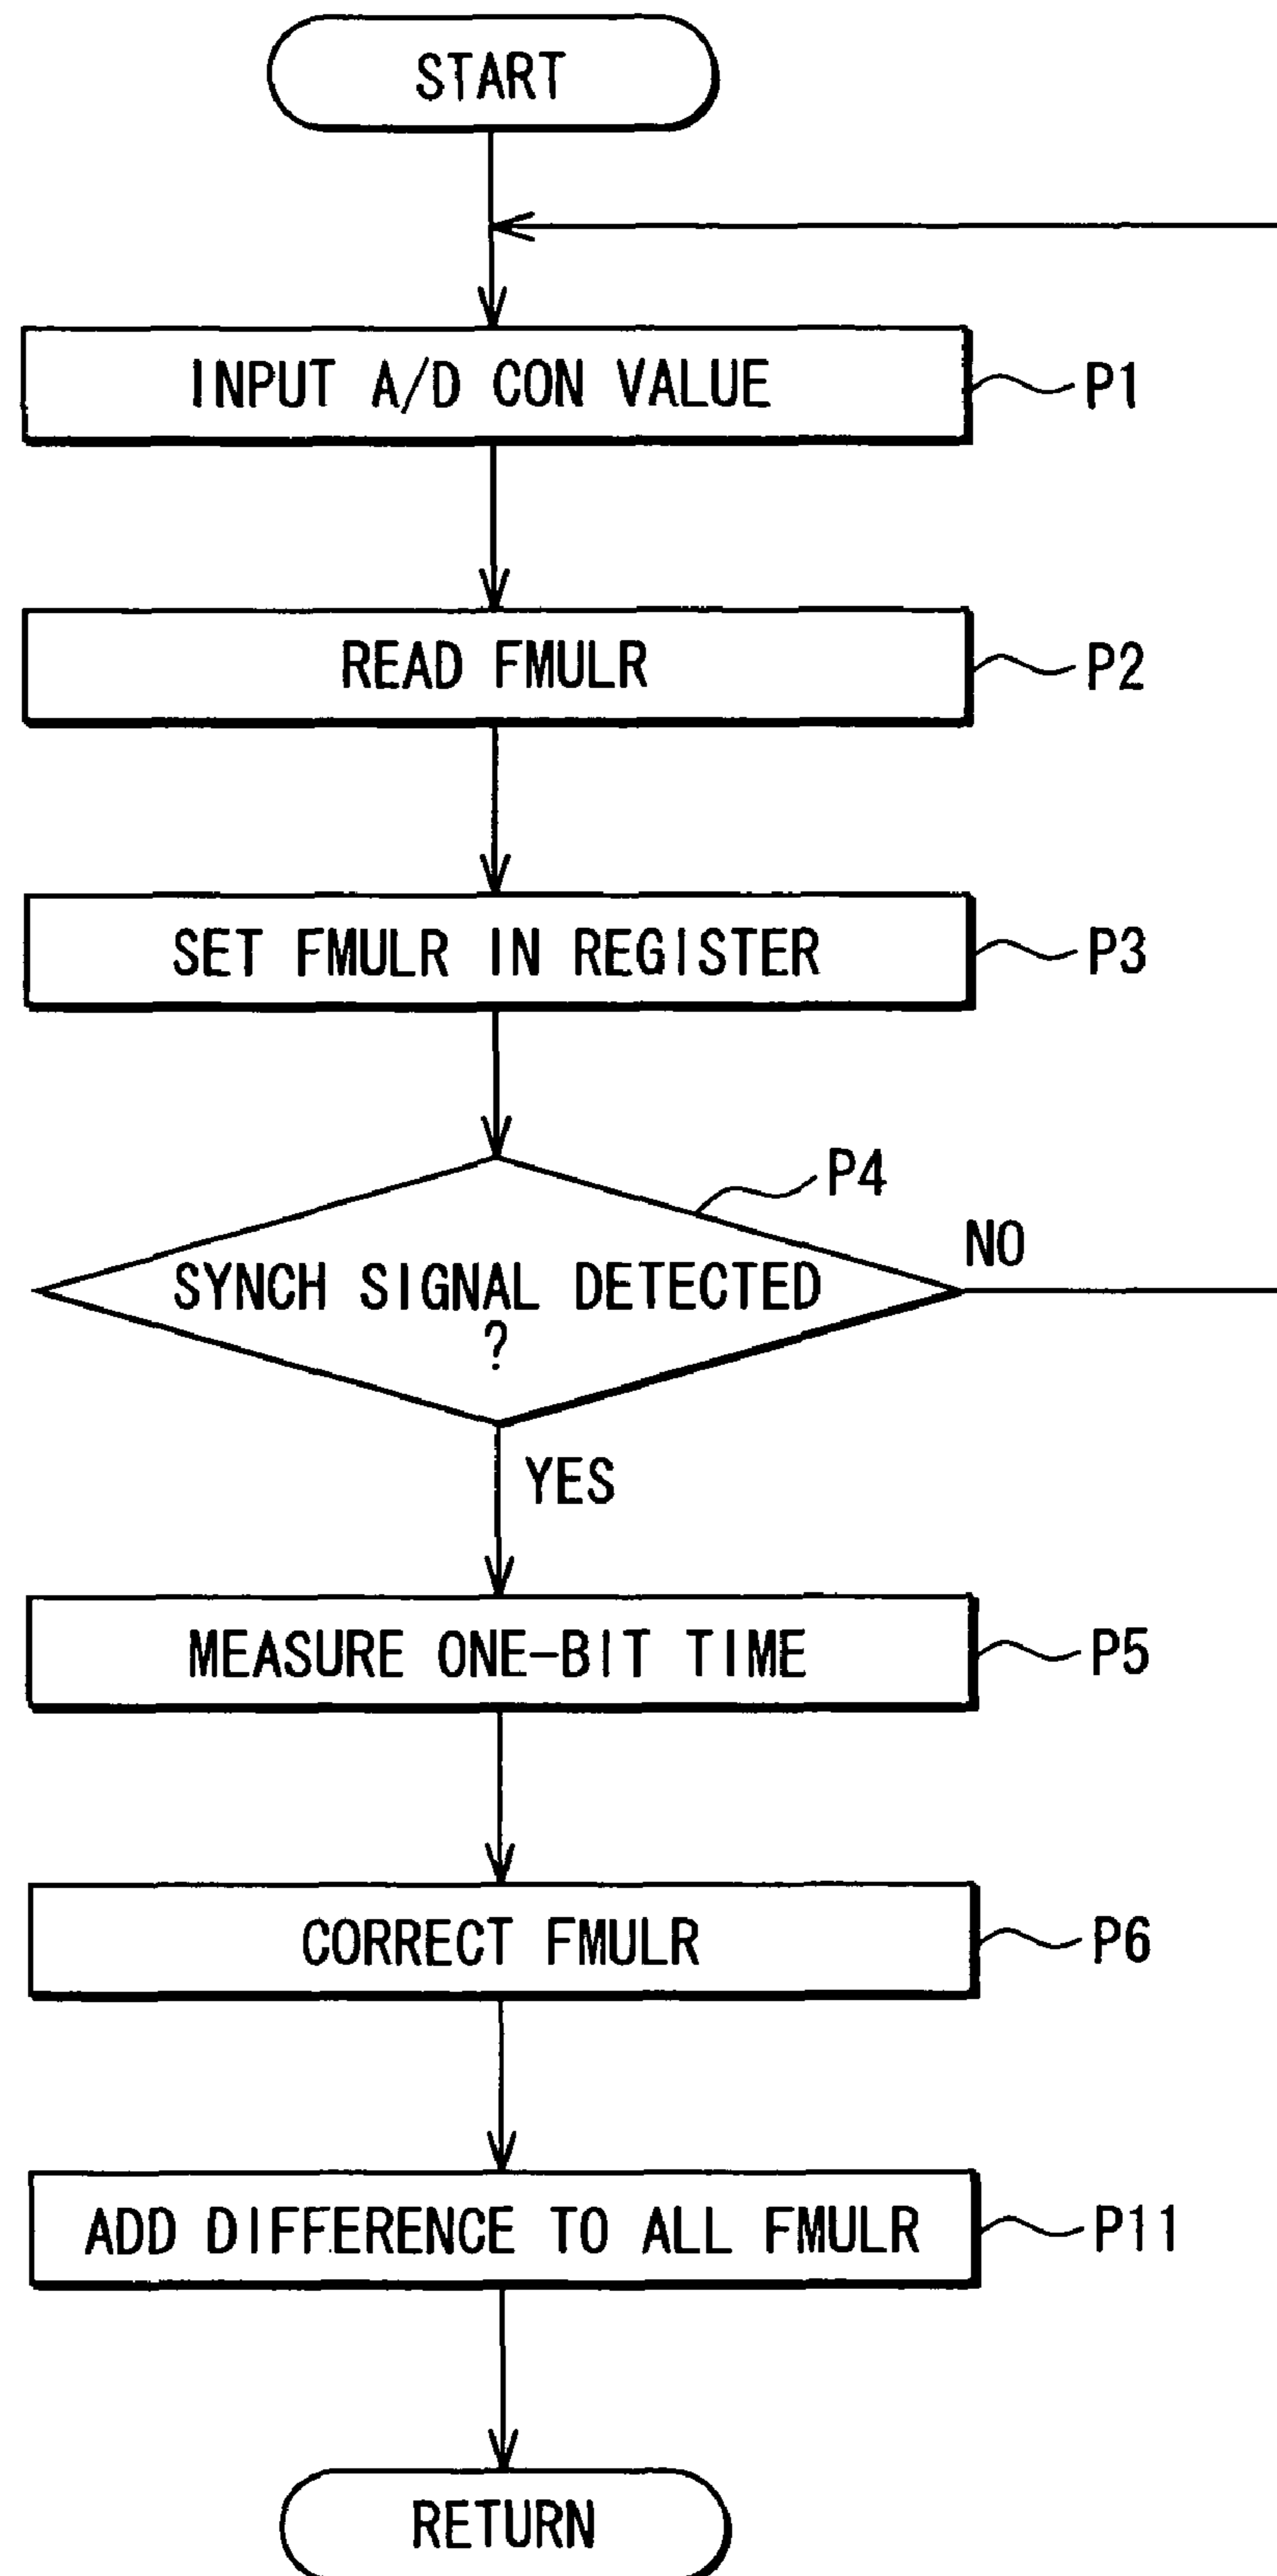 START
INPUT A/D CON VALUE
P1
READ FMULR
P2
SET FMULR IN REGISTER
P3
P4
NO
SYNCH SIGNAL DETECTED
?
YES
MEASURE ONE-BIT TIME
P5
CORRECT FMULR
P6
ADD DIFFERENCE TO ALL FMULR
P11
RETURN